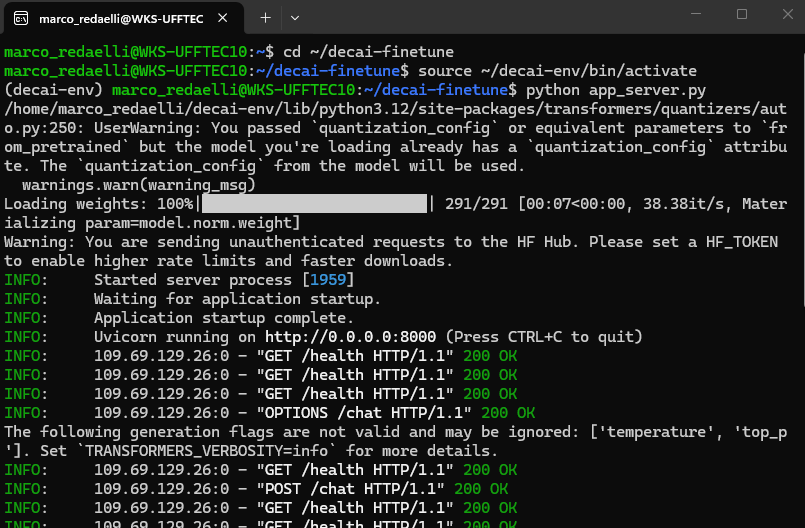 marco_redaelli@WKS-UFFTEC
marco_redaelli@WKS-UFFTEC10:~$ cd ~/decai-finetune
marco_redaelli@WKS-UFFTEC10:~/decai-finetune$ source ~/decai-env/bin/activate
(decai-env) marco_redaelli@WKS-UFFTEC10:~/decai-finetune$ python app_server.py
/home/marco_redaelli/decai-env/lib/python3.12/site-packages/transformers/quantizers/aut
o.py:250: UserWarning: You passed `quantization_config` or equivalent parameters to `fr
om_pretrained` but the model you're loading already has a `quantization_config` attribu
te. The `quantization_config` from the model will be used.
  warnings.warn(warning_msg)
Loading weights: 100%|          | 291/291 [00:07<00:00, 38.38it/s, Mater
ializing param=model.norm.weight]
Warning: You are sending unauthenticated requests to the HF Hub. Please set a HF_TOKEN
to enable higher rate limits and faster downloads.
INFO:     Started server process [1959]
INFO:     Waiting for application startup.
INFO:     Application startup complete.
INFO:     Uvicorn running on http://0.0.0.0:8000 (Press CTRL+C to quit)
INFO:     109.69.129.26:0 - "GET /health HTTP/1.1" 200 OK
INFO:     109.69.129.26:0 - "GET /health HTTP/1.1" 200 OK
INFO:     109.69.129.26:0 - "GET /health HTTP/1.1" 200 OK
INFO:     109.69.129.26:0 - "OPTIONS /chat HTTP/1.1" 200 OK
The following generation flags are not valid and may be ignored: ['temperature', 'top_p
']. Set `TRANSFORMERS_VERBOSITY=info` for more details.
INFO:     109.69.129.26:0 - "GET /health HTTP/1.1" 200 OK
INFO:     109.69.129.26:0 - "POST /chat HTTP/1.1" 200 OK
INFO:     109.69.129.26:0 - "GET /health HTTP/1.1" 200 OK
INFO:     109.69.129.26:0 - "GET /health HTTP/1.1" 200 OK